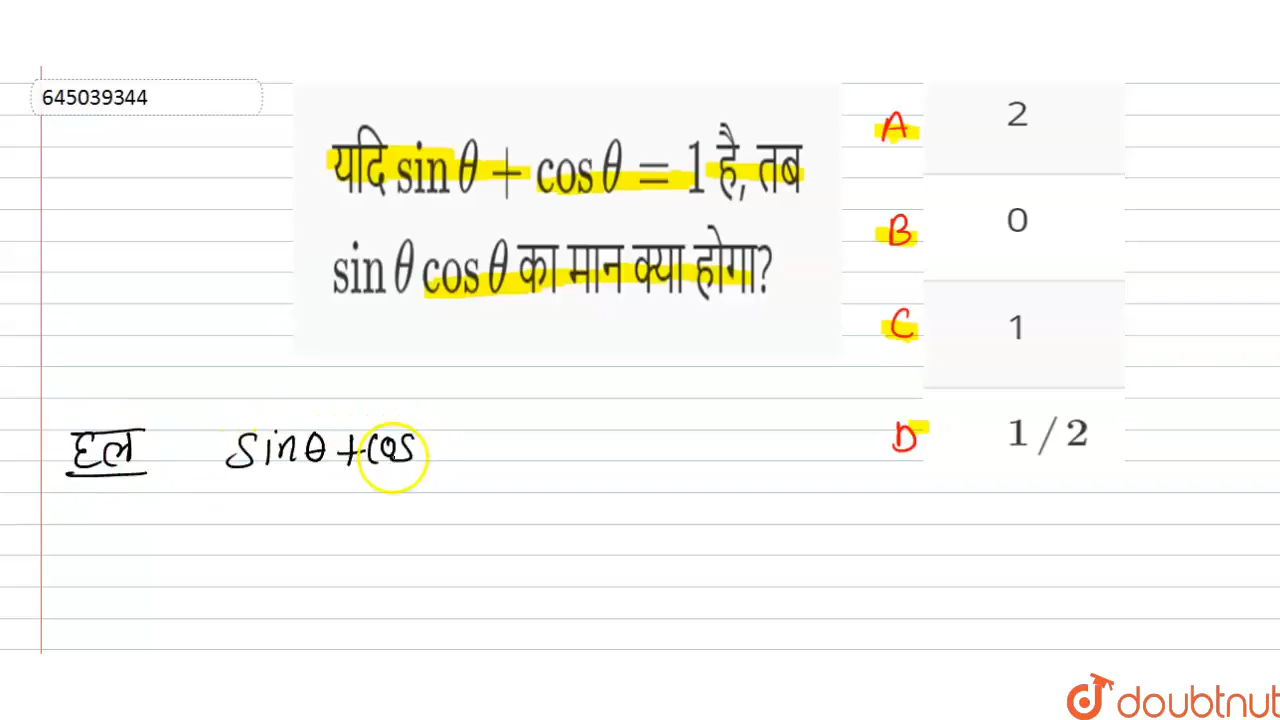 645039344
यदि sin θ + cos θ = 1 है, तब
sin θ cos θ का मान क्या होगा?
A 2
B 0
C 1
D 1 / 2
हल sinθ + cos
doubtnut